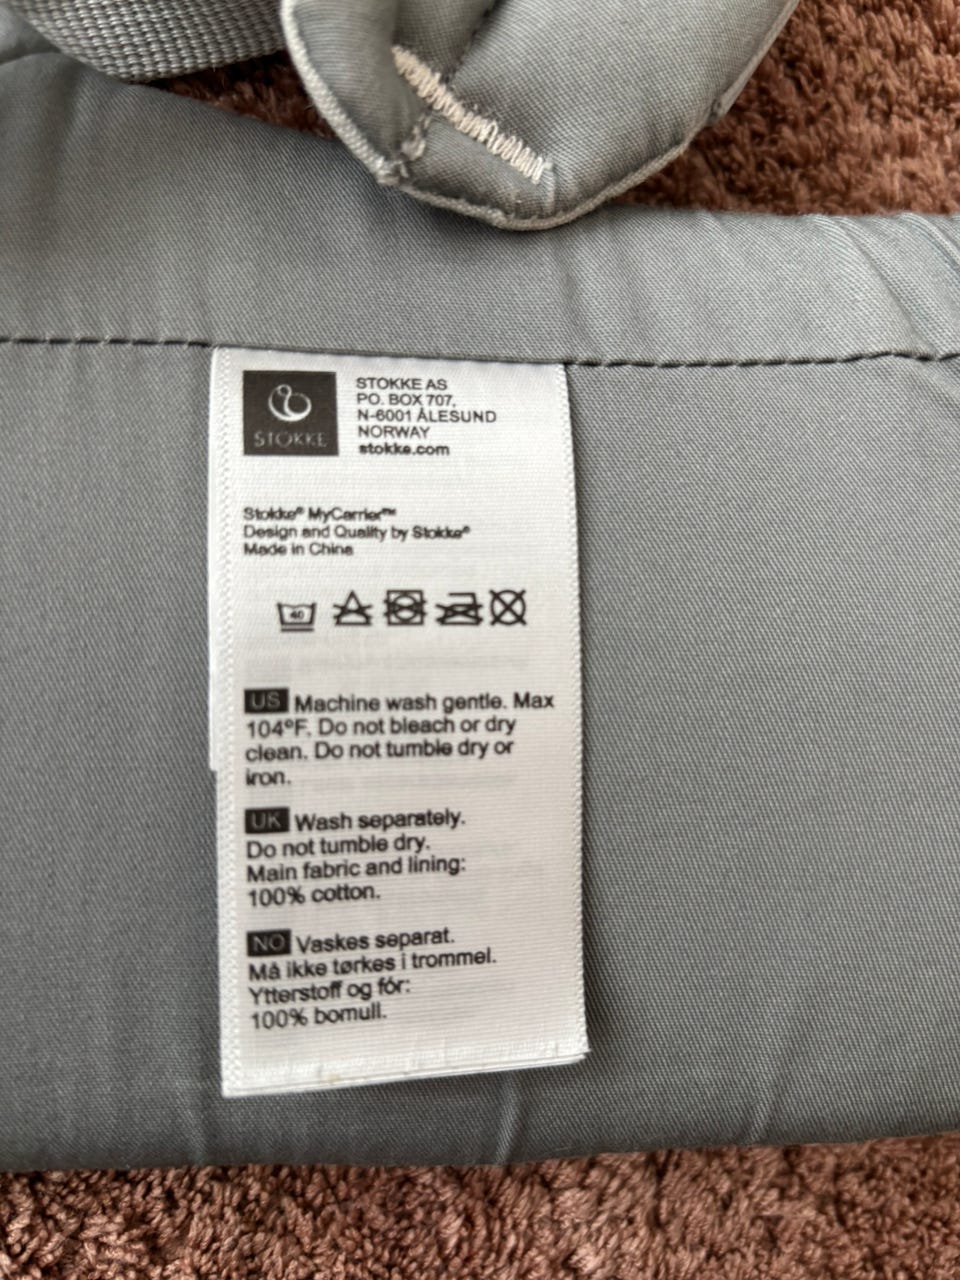 STOKKE
STOKKE AS
PO. BOX 707,
N-6001 ÅLESUND
NORWAY
stokke.com
Stokke® MyCarrier™
Design and Quality by Stokke®
Made in China
40
US Machine wash gentle. Max
104°F. Do not bleach or dry
clean. Do not tumble dry or
iron.
UK Wash separately.
Do not tumble dry.
Main fabric and lining:
100% cotton.
NO Vaskes separat.
Må ikke tørkes i trommel.
Ytterstoff og fór:
100% bomull.